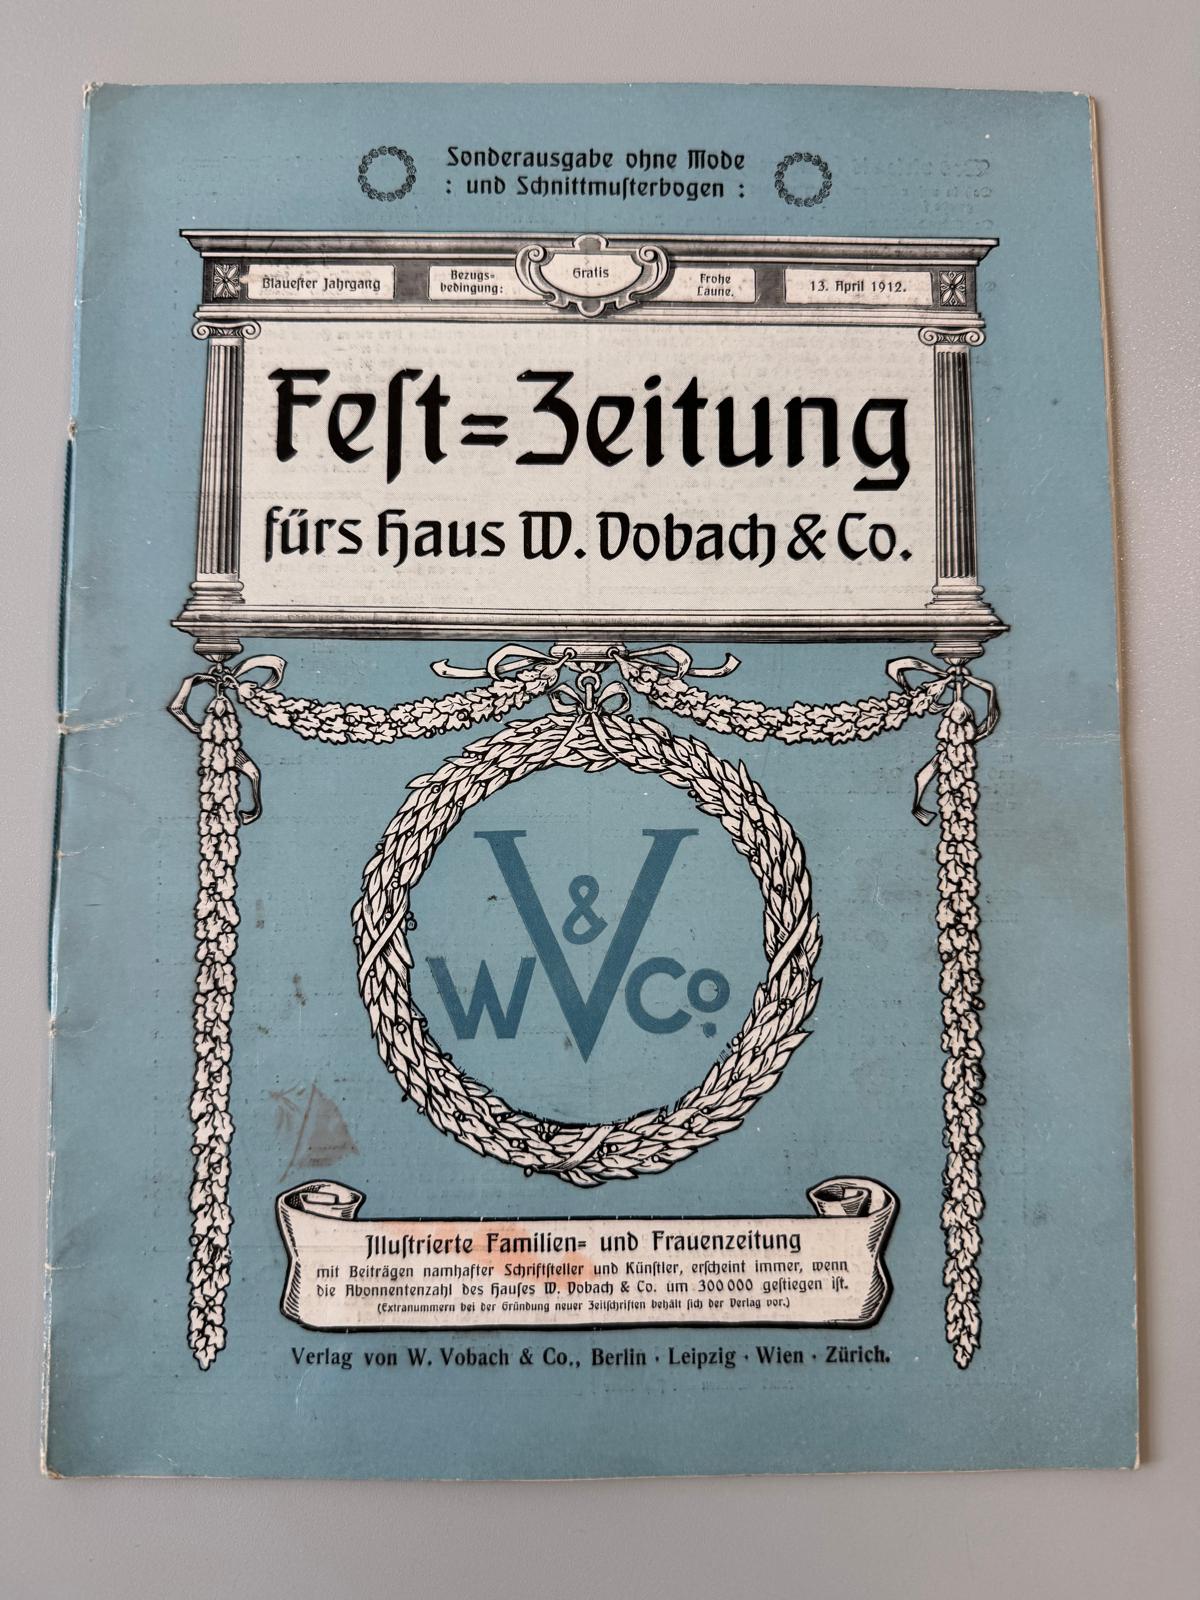 Sonderausgabe ohne Mode
: und Schnittmuſterbogen :
Blaueſter Jahrgang
Bezugs=
bedingung:
Gratis
Frohe
Laune.
13. April 1912.
Feſt=Zeitung
fürs Haus W. Vobach & Co.
V
&
W Co.
Illuſtrierte Familien= und Frauenzeitung
mit Beiträgen namhafter Schriftſteller und Künſtler, erſcheint immer, wenn
die Abonnentenzahl des Hauſes W. Vobach & Co. um 300 000 geſtiegen iſt.
(Extranummern bei der Gründung neuer Zeitſchriften behält ſich der Verlag vor.)
Verlag von W. Vobach & Co., Berlin · Leipzig · Wien · Zürich.